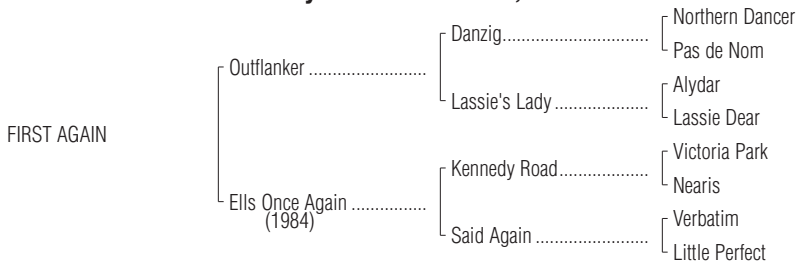 Northern Dancer
Danzig
Pas de Nom
Outflanker
Alydar
Lassie's Lady
Lassie Dear
FIRST AGAIN
Victoria Park
Kennedy Road
Nearis
Ells Once Again
(1984)
Verbatim
Said Again
Little Perfect